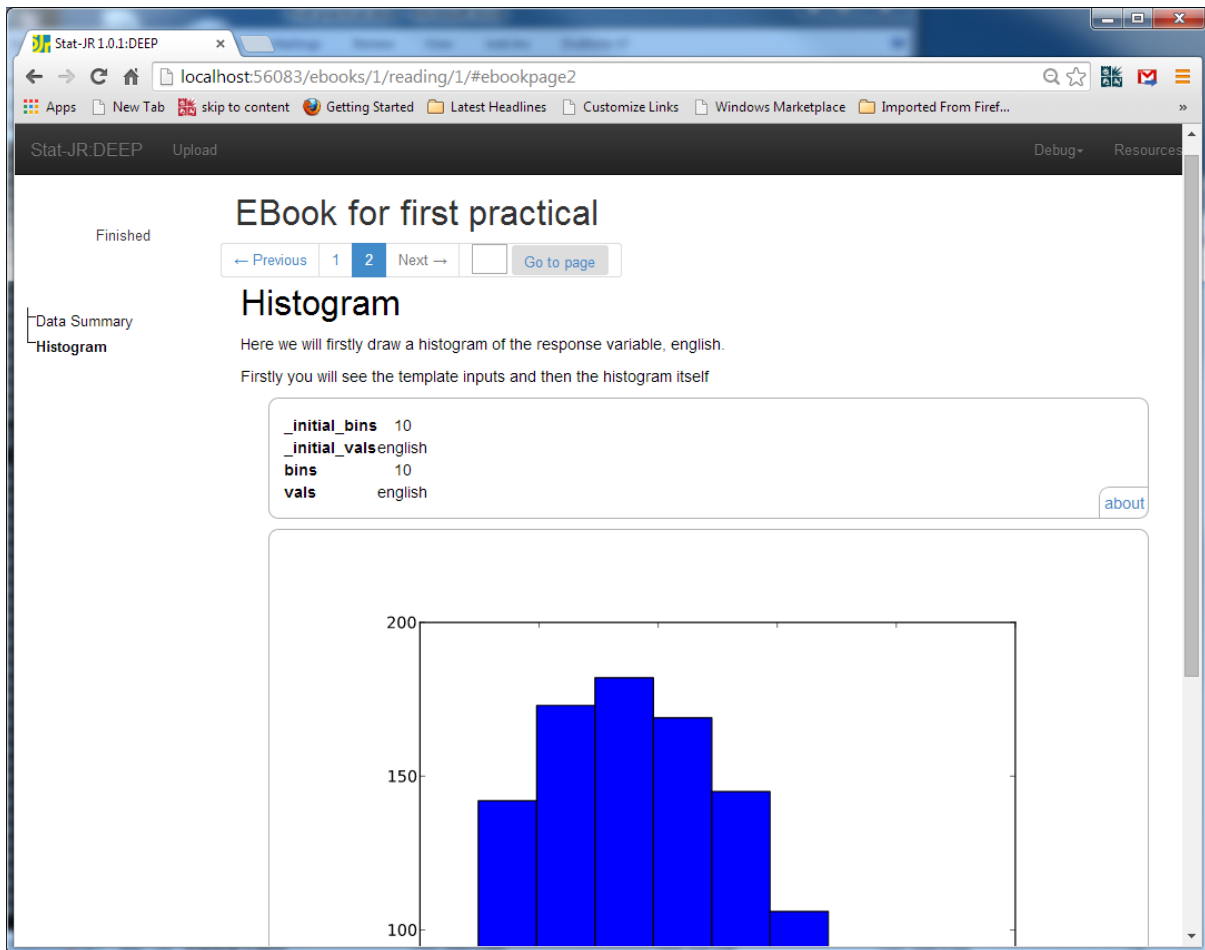 Stat-JR 1.0.1:DEEP
localhost:56083/ebooks/1/reading/1/#ebookpage2
Apps New Tab skip to content Getting Started Latest Headlines Customize Links Windows Marketplace Imported From Firef... »
Stat-JR:DEEP Upload Debug Resources
EBook for first practical
Finished
← Previous 1 2 Next → Go to page
Histogram
Data Summary
Histogram
Here we will firstly draw a histogram of the response variable, english.
Firstly you will see the template inputs and then the histogram itself
_initial_bins 10
_initial_vals english
bins 10
vals english
about
200
150
100